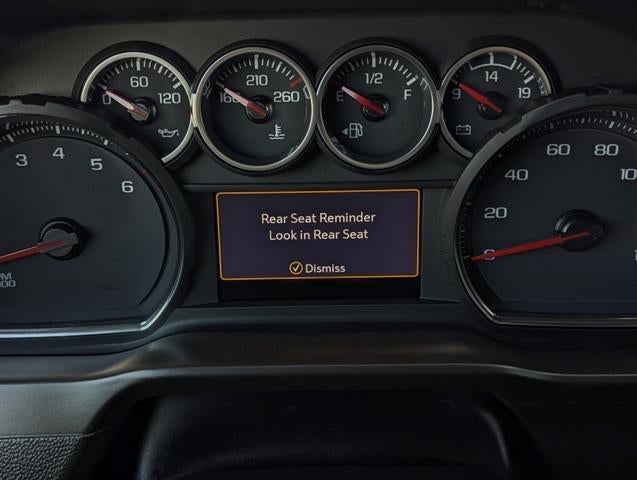 0 60 120
160 210 260
E 1/2 F
9 14 19
3 4 5 6
20 40 60 80
Rear Seat Reminder
Look in Rear Seat
Dismiss